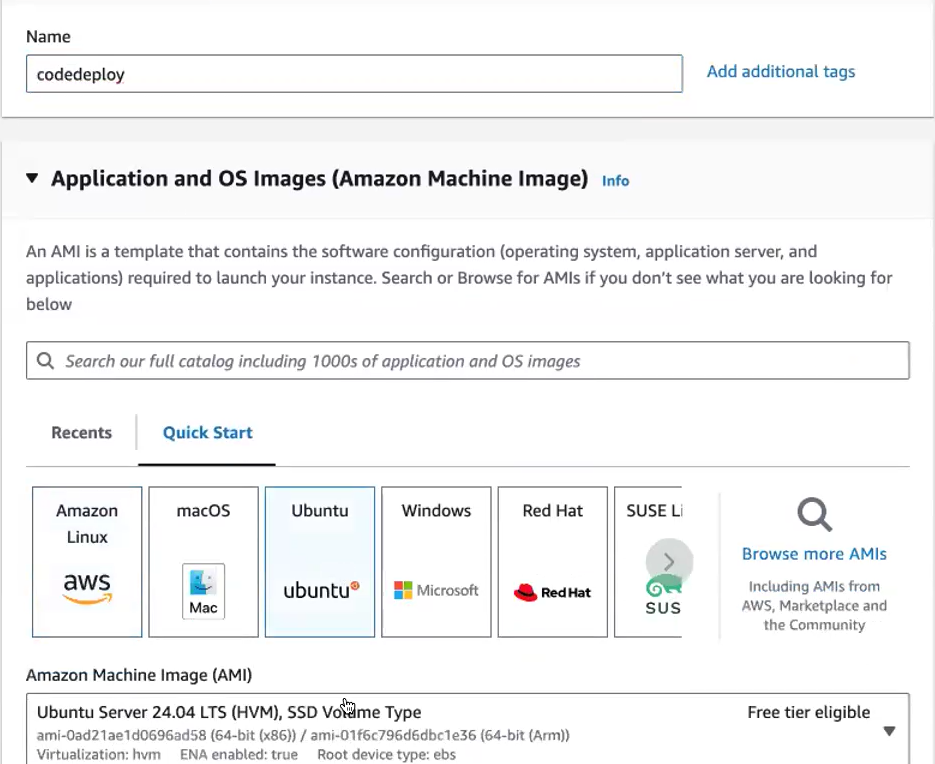 Name
codedeploy
Add additional tags
Application and OS Images (Amazon Machine Image) Info
An AMI is a template that contains the software configuration (operating system, application server, and
applications) required to launch your instance. Search or Browse for AMIs if you don’t see what you are looking for
below
Search our full catalog including 1000s of application and OS images
Recents
Quick Start
Amazon
Linux
aws
macOS
Mac
Ubuntu
ubuntu
Windows
Microsoft
Red Hat
Red Hat
SUSE Li
SUS
Browse more AMIs
Including AMIs from
AWS, Marketplace and
the Community
Amazon Machine Image (AMI)
Ubuntu Server 24.04 LTS (HVM), SSD Volume Type
Free tier eligible
ami-0ad21ae1d0696ad58 (64-bit (x86)) / ami-01f6c796d6dbc1e36 (64-bit (Arm))
Virtualization: hvm ENA enabled: true Root device type: ebs